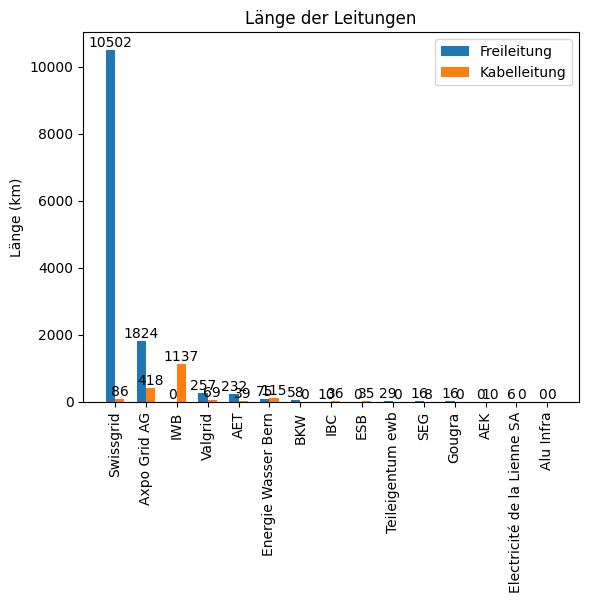 Länge der Leitungen
Freileitung
Kabelleitung
Länge (km)
10000
8000
6000
4000
2000
0
10502
86
1824
418
0
1137
257
69
232
39
75
115
58
0
10
36
0
35
29
0
16
8
16
0
0
10
6
0
0
0
Swissgrid
Axpo Grid AG
IWB
Valgrid
AET
Energie Wasser Bern
BKW
IBC
ESB
Teileigentum ewb
SEG
Gougra
AEK
Electricité de la Lienne SA
Alu Infra